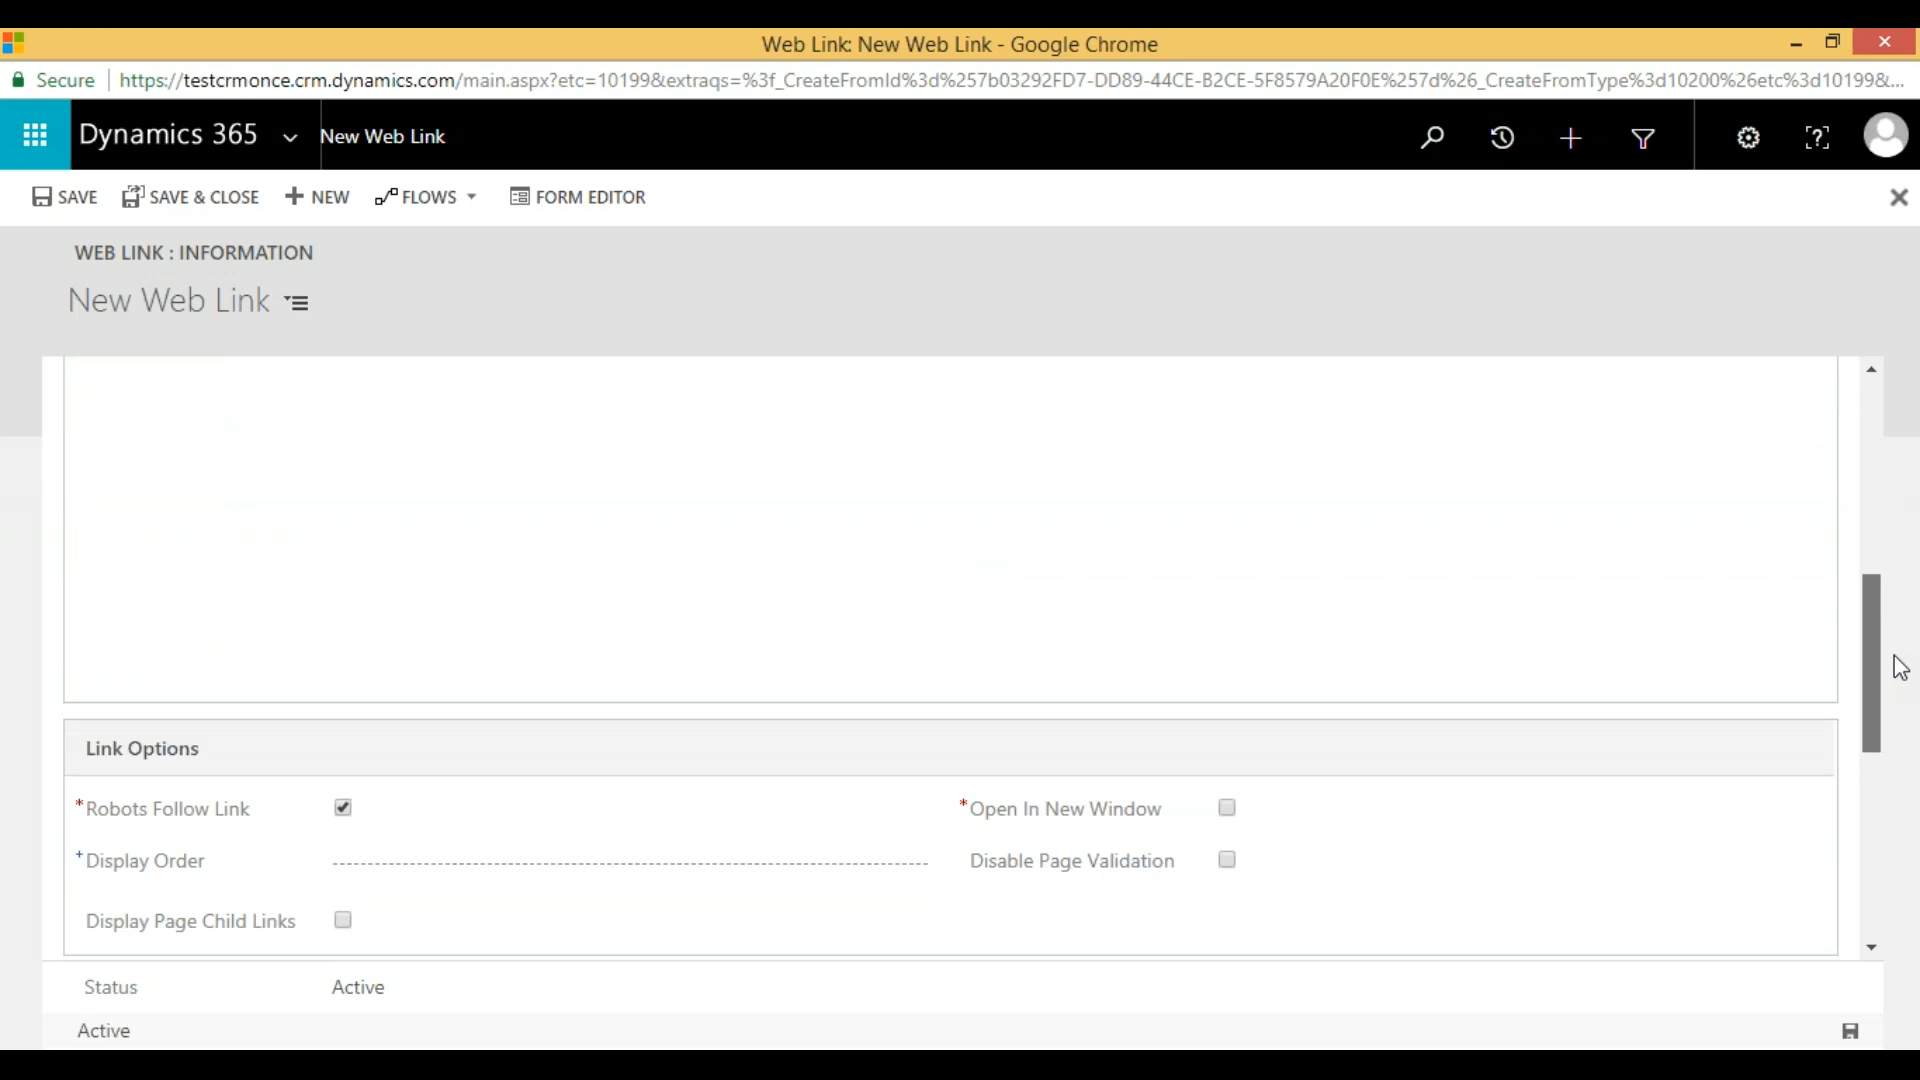 Web Link: New Web Link - Google Chrome
Secure https://testcrmonce.crm.dynamics.com/main.aspx?etc=10199&extraqs=%3f_CreateFromId%3d%257b03292FD7-DD89-44CE-B2CE-5F8579A20F0E%257d%26_CreateFromType%3d10200%26etc%3d10199&...
Dynamics 365 New Web Link
SAVE SAVE & CLOSE NEW FLOWS FORM EDITOR
WEB LINK : INFORMATION
New Web Link
Link Options
*Robots Follow Link *Open In New Window
+Display Order Disable Page Validation
Display Page Child Links
Status Active
Active